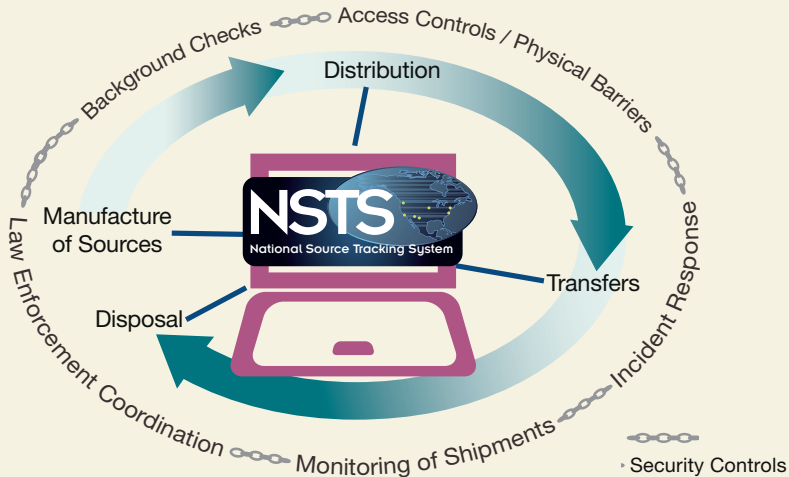 Access Controls / Physical Barriers
Background Checks
Distribution
NSTS
National Source Tracking System
Manufacture
of Sources
Transfers
Disposal
Incident Response
Law Enforcement Coordination
Monitoring of Shipments
Security Controls